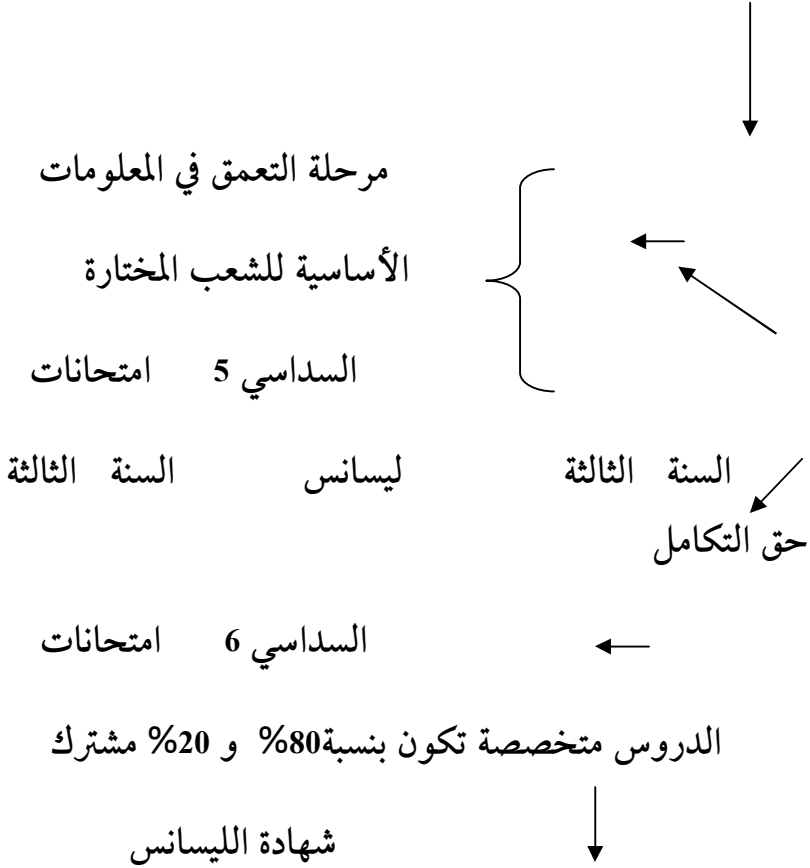 مرحلة التعمق في المعلومات
الأساسية للشعب المختارة
السداسي 5 امتحانات
السنة الثالثة ليسانس السنة الثالثة
حق التكامل
السداسي 6 امتحانات
الدروس متخصصة تكون بنسبة80% و 20% مشترك
شهادة الليسانس